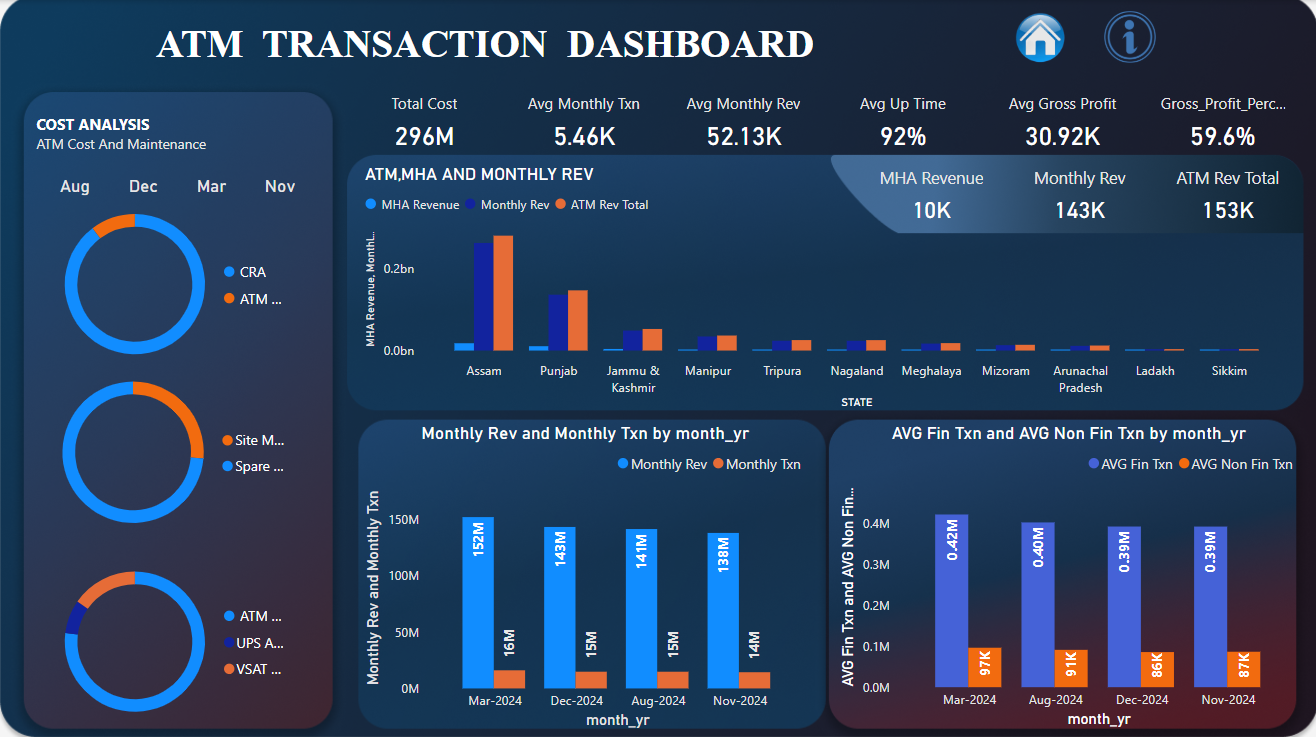 ATM TRANSACTION DASHBOARD
COST ANALYSIS
ATM Cost And Maintenance
Aug Dec Mar Nov
CRA
ATM ...
Site M...
Spare ...
ATM ...
UPS A...
VSAT ...
Total Cost Avg Monthly Txn Avg Monthly Rev Avg Up Time Avg Gross Profit Gross_Profit_Perc...
296M 5.46K 52.13K 92% 30.92K 59.6%
ATM,MHA AND MONTHLY REV
MHA Revenue Monthly Rev ATM Rev Total
MHA Revenue Monthly Rev ATM Rev Total
10K 143K 153K
MHA Revenue, Monthl...
0.2bn
0.0bn
Assam Punjab Jammu & Kashmir Manipur Tripura Nagaland Meghalaya Mizoram Arunachal Pradesh Ladakh Sikkim
STATE
Monthly Rev and Monthly Txn by month_yr
Monthly Rev Monthly Txn
Monthly Rev and Monthly Txn
150M
100M
50M
0M
152M 16M 143M 15M 141M 15M 138M 14M
Mar-2024 Dec-2024 Aug-2024 Nov-2024
month_yr
AVG Fin Txn and AVG Non Fin Txn by month_yr
AVG Fin Txn AVG Non Fin Txn
AVG Fin Txn and AVG Non Fin...
0.4M
0.3M
0.2M
0.1M
0.0M
0.42M 97K 0.40M 91K 0.39M 86K 0.39M 87K
Mar-2024 Aug-2024 Dec-2024 Nov-2024
month_yr